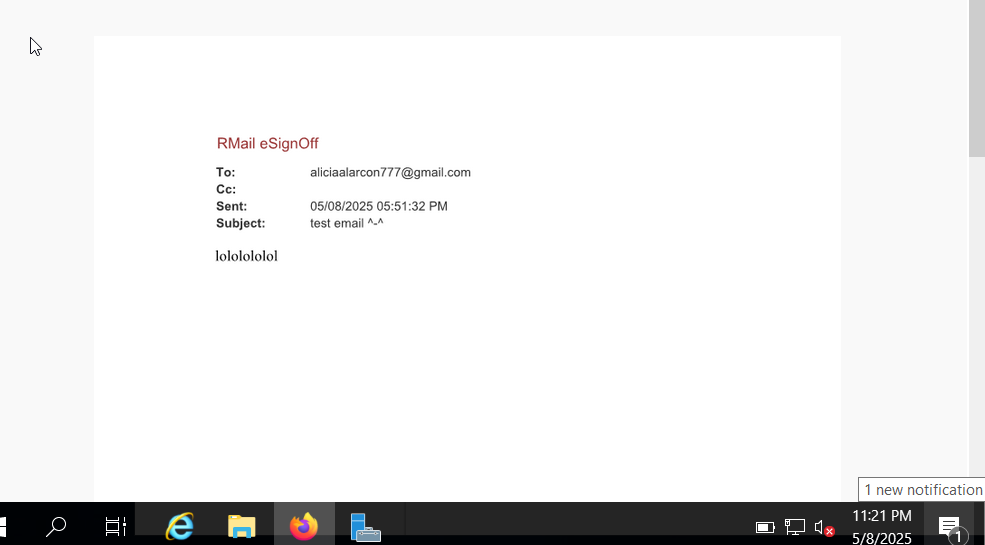 RMail eSignOff
To: aliciaalarcon777@gmail.com
Cc:
Sent: 05/08/2025 05:51:32 PM
Subject: test email ^-^
lolololololol
1 new notification
11:21 PM
5/8/2025
1